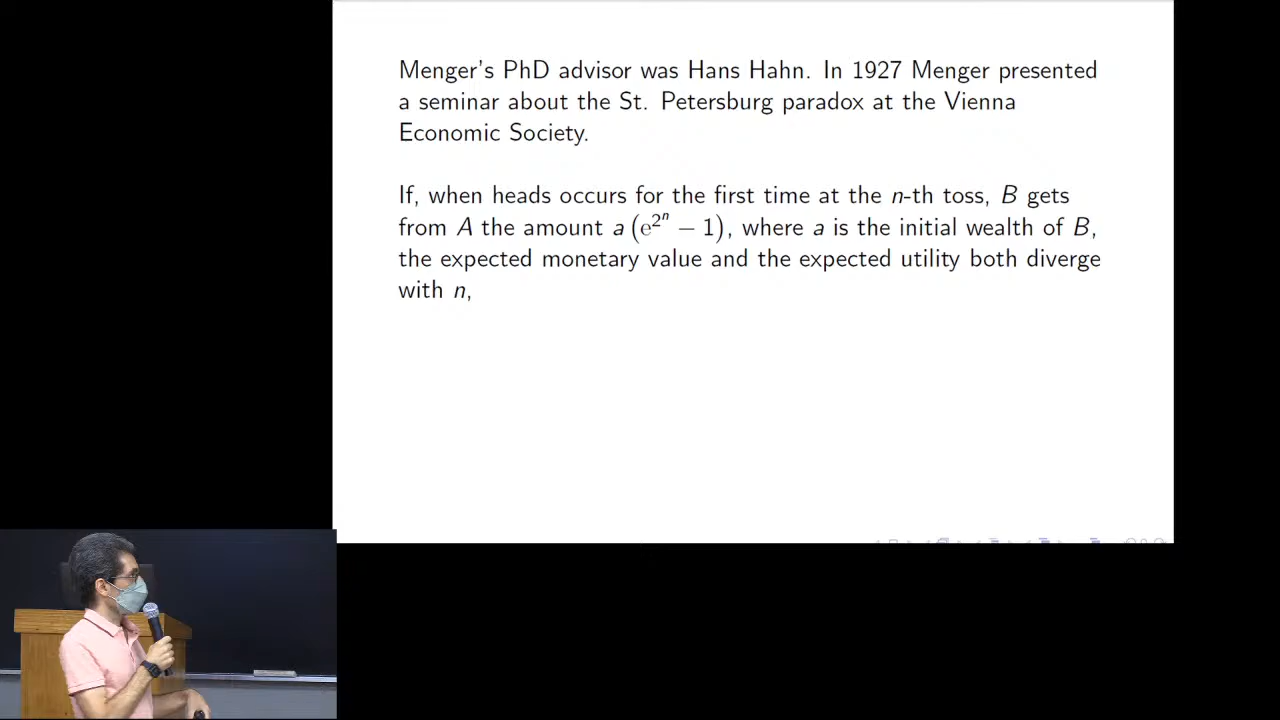 Menger's PhD advisor was Hans Hahn. In 1927 Menger presented
a seminar about the St. Petersburg paradox at the Vienna
Economic Society.
If, when heads occurs for the first time at the n-th toss, B gets
from A the amount a (e^{2^n} − 1), where a is the initial wealth of B,
the expected monetary value and the expected utility both diverge
with n,